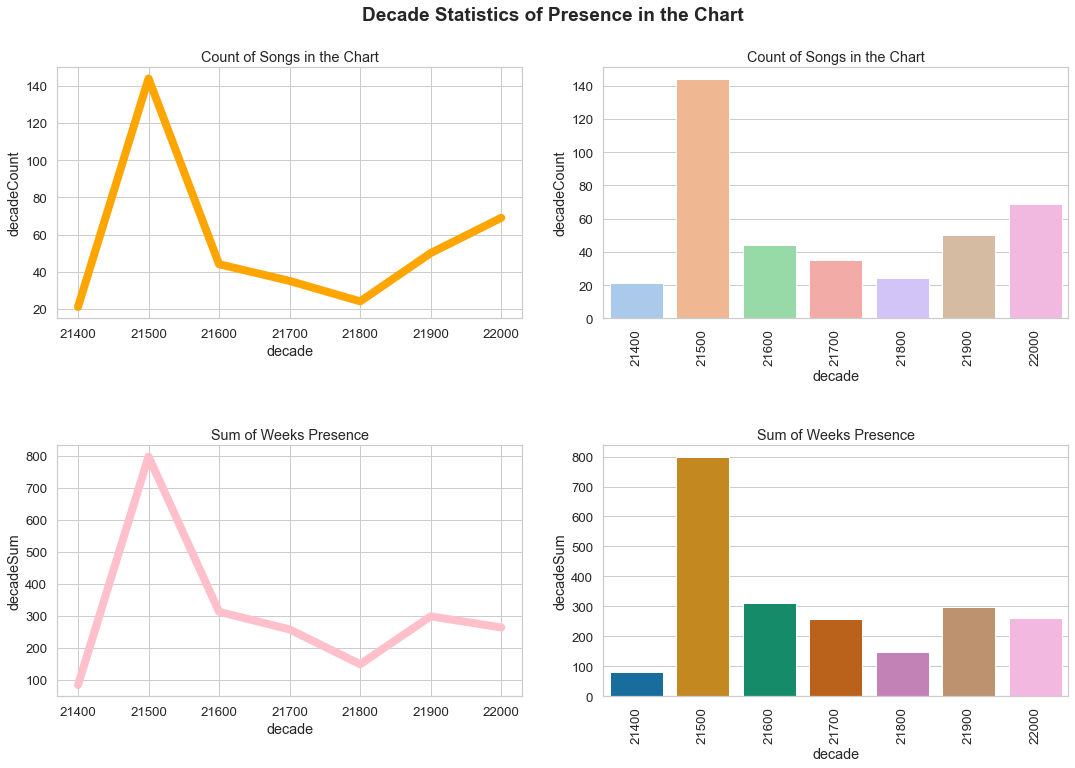 Decade Statistics of Presence in the Chart
Count of Songs in the Chart
140
120
100
80
60
40
20
decadeCount
21400 21500 21600 21700 21800 21900 22000
decade
Count of Songs in the Chart
140
120
100
80
60
40
20
0
decadeCount
21400 21500 21600 21700 21800 21900 22000
decade
Sum of Weeks Presence
800
700
600
500
400
300
200
100
decadeSum
21400 21500 21600 21700 21800 21900 22000
decade
Sum of Weeks Presence
800
700
600
500
400
300
200
100
0
decadeSum
21400 21500 21600 21700 21800 21900 22000
decade